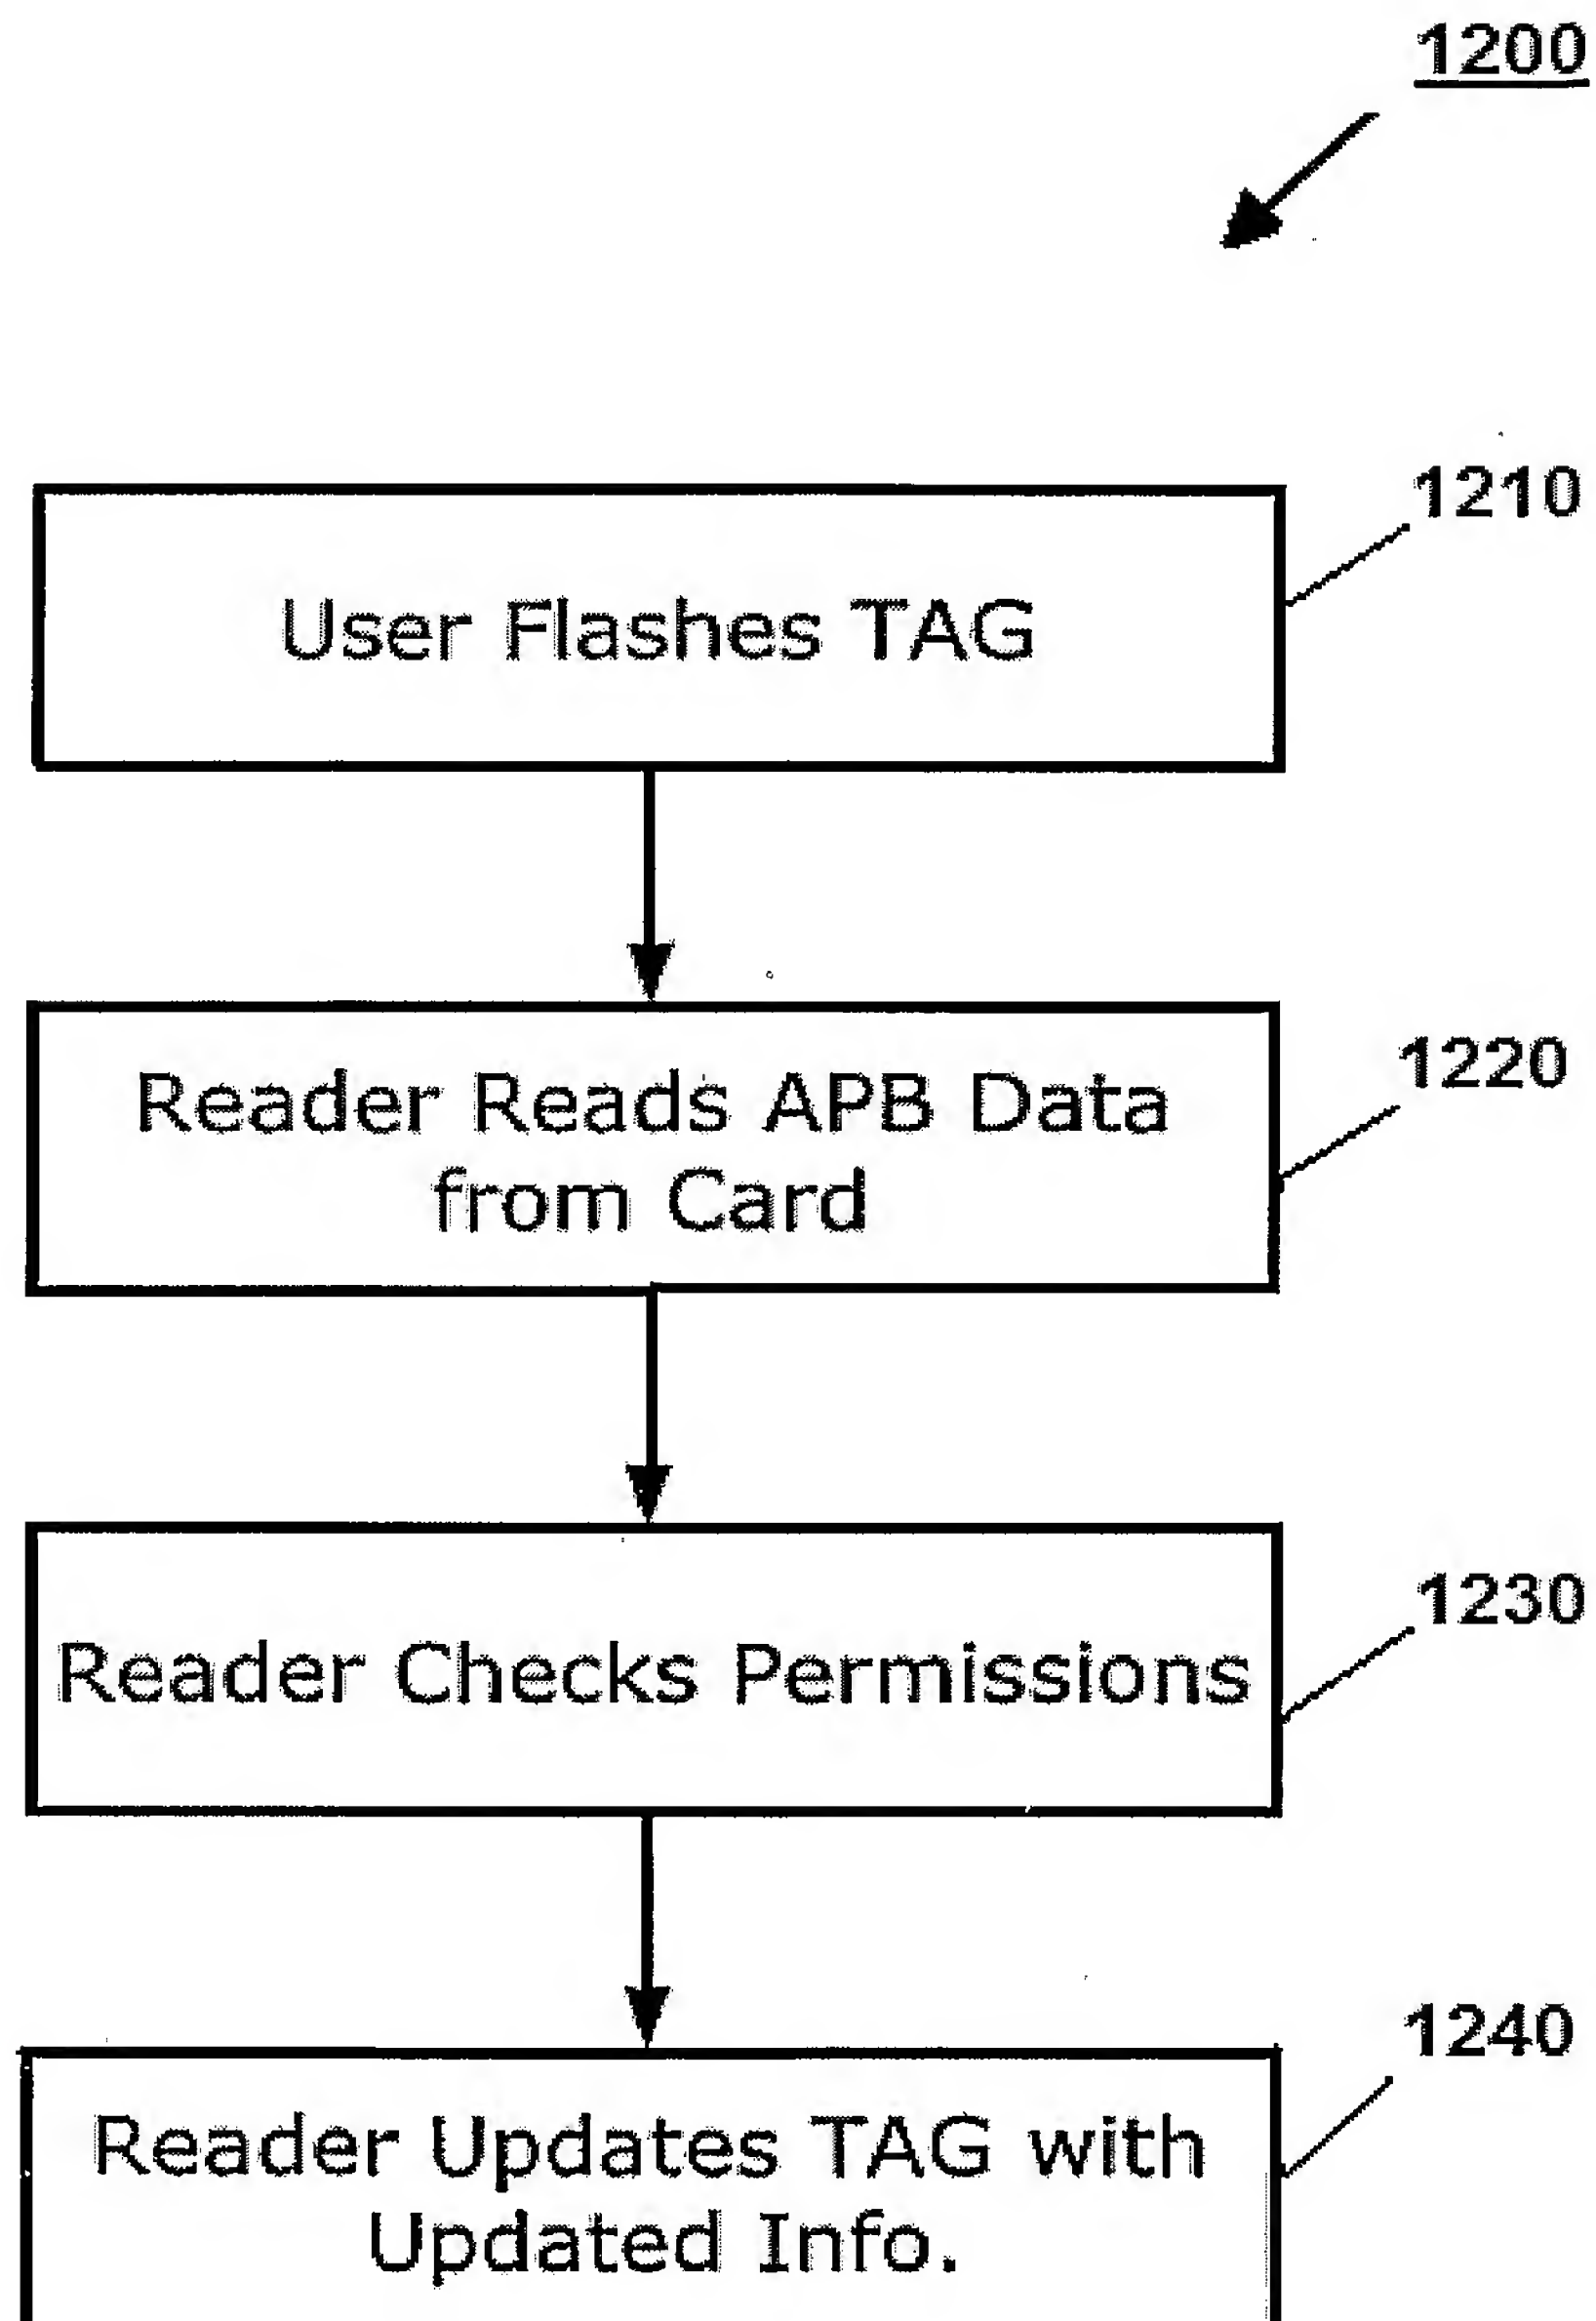 1200
1210
User Flashes TAG
1220
Reader Reads APB Data
from Card
1230
Reader Checks Permissions
1240
Reader Updates TAG with
Updated Info.